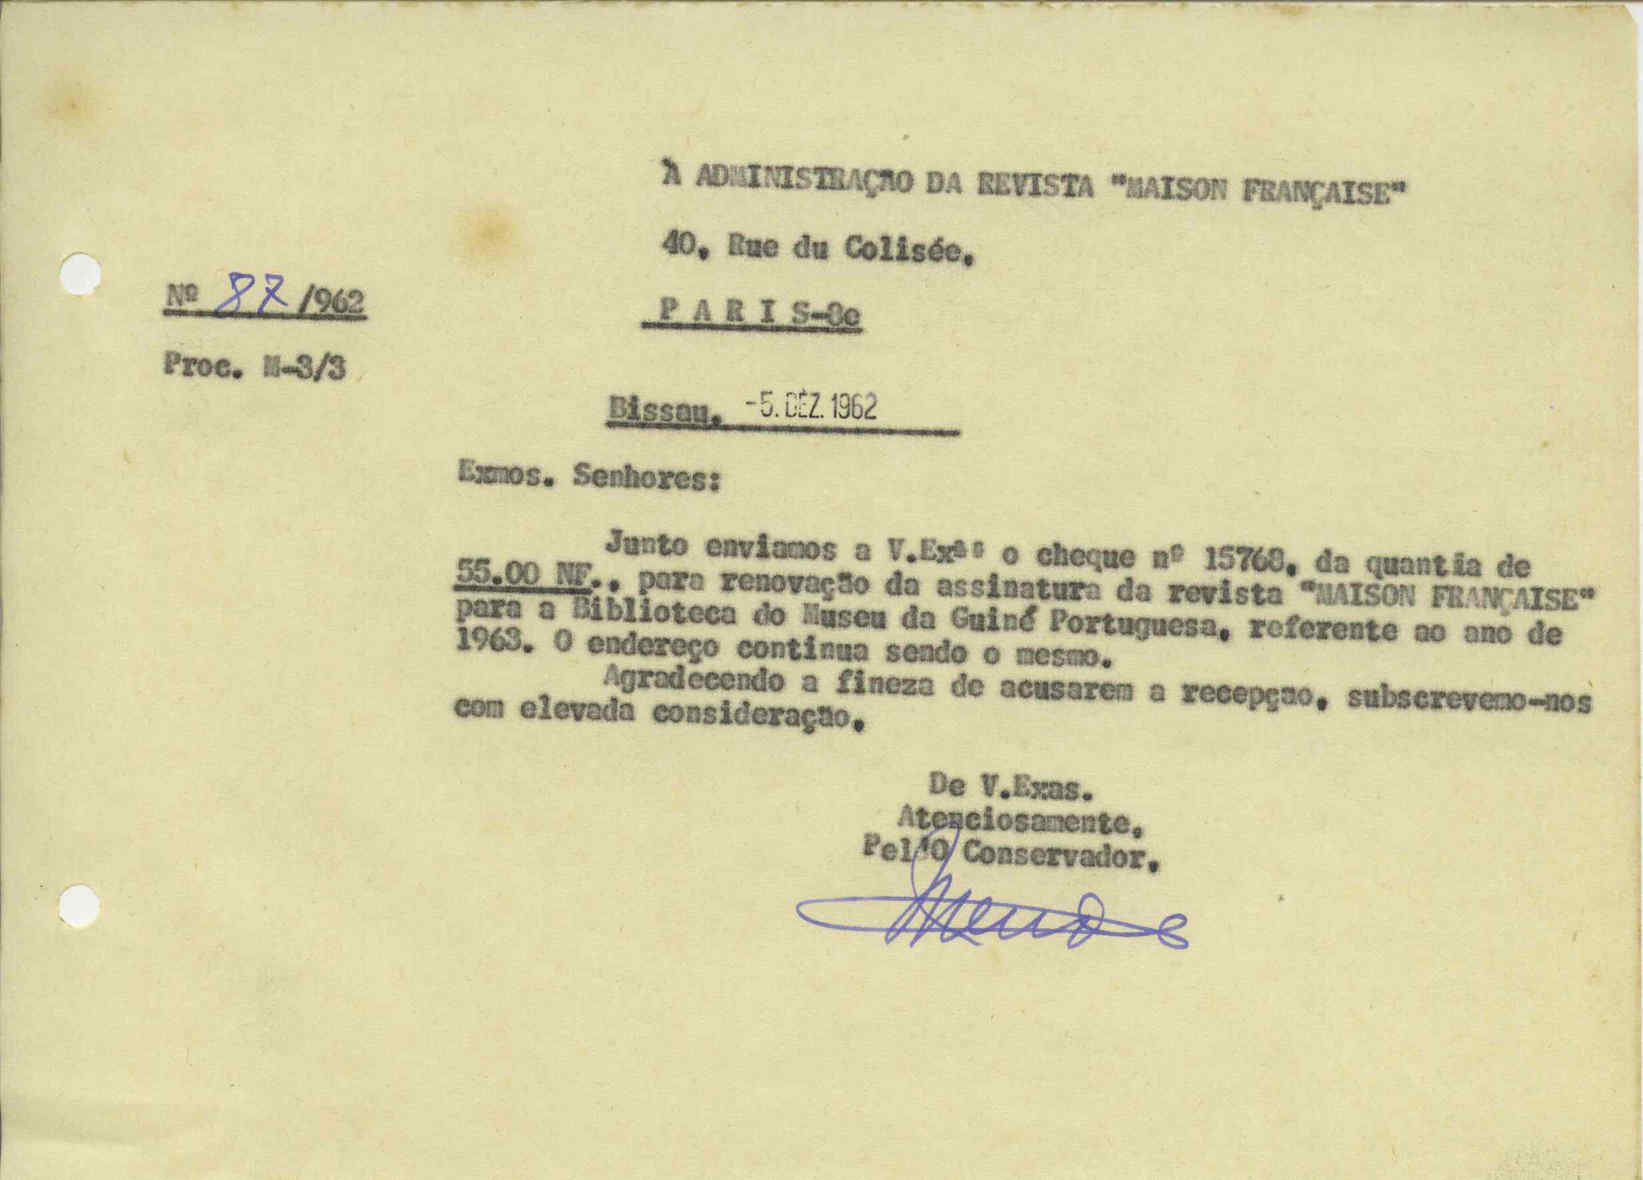 À ADMINISTRAÇÃO DA REVISTA "MAISON FRANÇAISE"
40, Rue du Colisée,
Nº 87/962
P A R I S-8e
Proc. M-3/3
Bissau, -5. DEZ. 1962
Exmos. Senhores:
Junto enviamos a V.Exªs o cheque nº 15768, da quantia de
55.00 NF., para renovação da assinatura da revista "MAISON FRANÇAISE"
para a Biblioteca do Museu da Guiné Portuguesa, referente ao ano de
1963. O endereço continua sendo o mesmo.
Agradecendo a fineza de acusarem a recepçao, subscrevemo-nos
com elevada consideração,
De V.Exas.
Atenciosamente,
Pel'O Conservador,